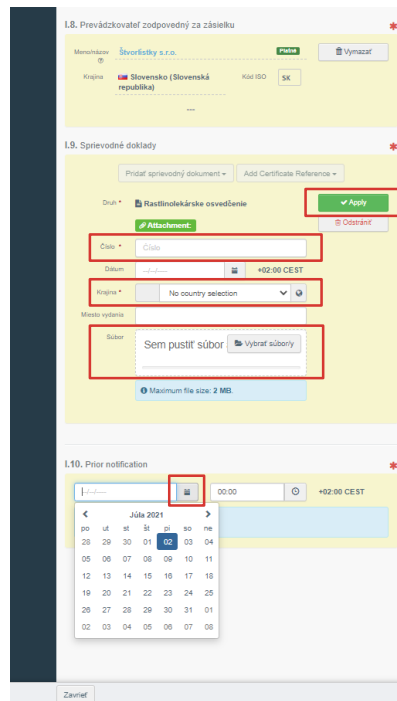 I.8. Prevádzkovateľ zodpovedný za zásielku *
Meno/názov Štvorlístky s.r.o. Platné Vymazať
Krajina Slovensko (Slovenská republika) Kód ISO SK
---
I.9. Sprievodné doklady *
Pridať sprievodný dokument Add Certificate Reference
Druh * Rastlinolekárske osvedčenie Apply
Attachment: Odstrániť
Číslo * Číslo
Dátum --/--/---- +02:00 CEST
Krajina * No country selection
Miesto vydania
Súbor Sem pustiť súbor Vybrať súbor/y
Maximum file size: 2 MB.
I.10. Prior notification *
--/--/---- 00:00 +02:00 CEST
Júla 2021
po ut st št pi so ne
28 29 30 01 02 03 04
05 06 07 08 09 10 11
12 13 14 15 16 17 18
19 20 21 22 23 24 25
26 27 28 29 30 31 01
02 03 04 05 06 07 08
Zavrieť